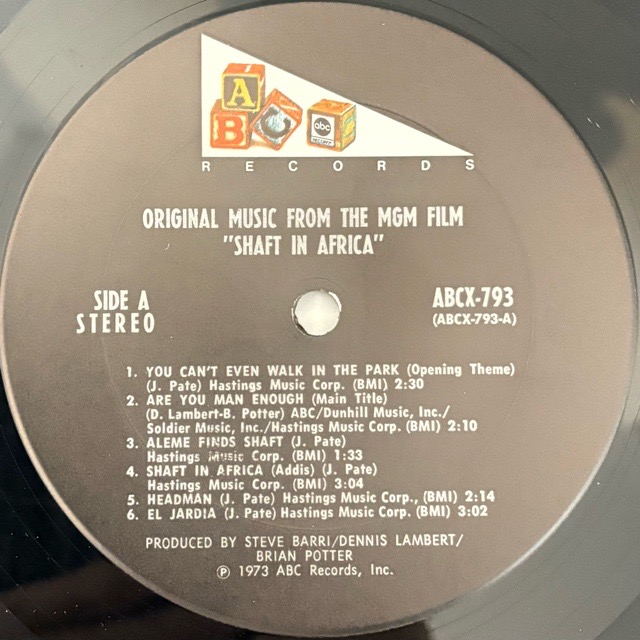 A
B
abc
RECORDS
ORIGINAL MUSIC FROM THE MGM FILM
"SHAFT IN AFRICA"
SIDE A
STEREO
ABCX-793
(ABCX-793-A)
1. YOU CAN'T EVEN WALK IN THE PARK (Opening Theme)
(J. Pate) Hastings Music Corp. (BMI) 2:30
2. ARE YOU MAN ENOUGH (Main Title)
(D. Lambert-B. Potter) ABC/Dunhill Music, Inc./
Soldier Music, Inc./Hastings Music Corp. (BMI) 2:10
3. ALEME FINDS SHAFT (J. Pate)
Hastings Music Corp. (BMI) 1:33
4. SHAFT IN AFRICA (Addis) (J. Pate)
Hastings Music Corp. (BMI) 3:04
5. HEADMAN (J. Pate) Hastings Music Corp., (BMI) 2:14
6. EL JARDIA (J. Pate) Hastings Music Corp. (BMI) 3:02
PRODUCED BY STEVE BARRI/DENNIS LAMBERT/
BRIAN POTTER
℗ 1973 ABC Records, Inc.